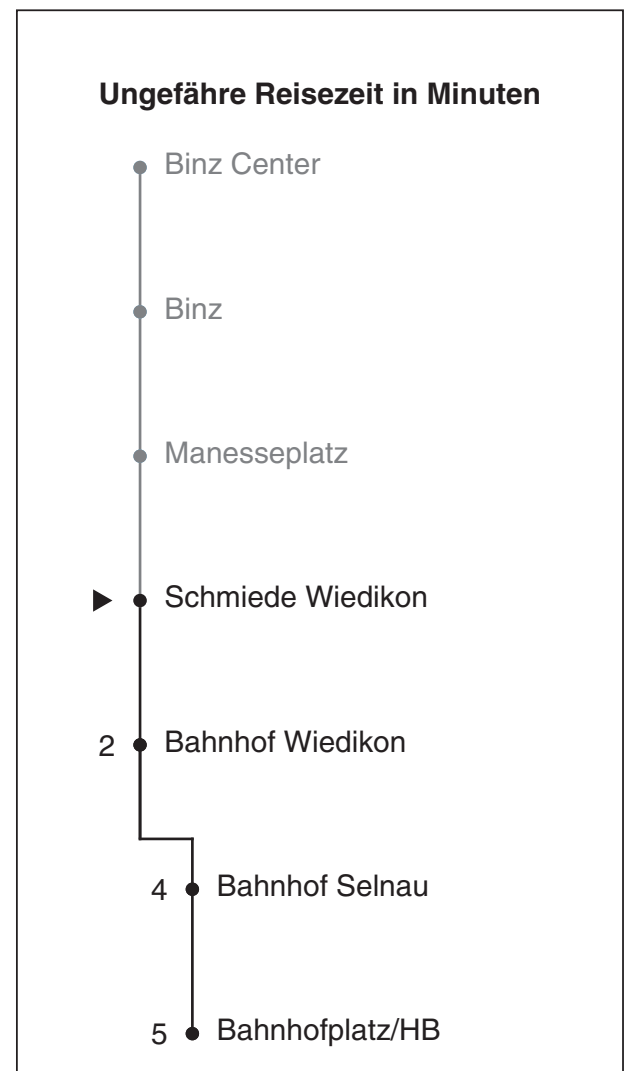 Ungefähre Reisezeit in Minuten
Binz Center
Binz
Manesseplatz
Schmiede Wiedikon
2 Bahnhof Wiedikon
4 Bahnhof Selnau
5 Bahnhofplatz/HB